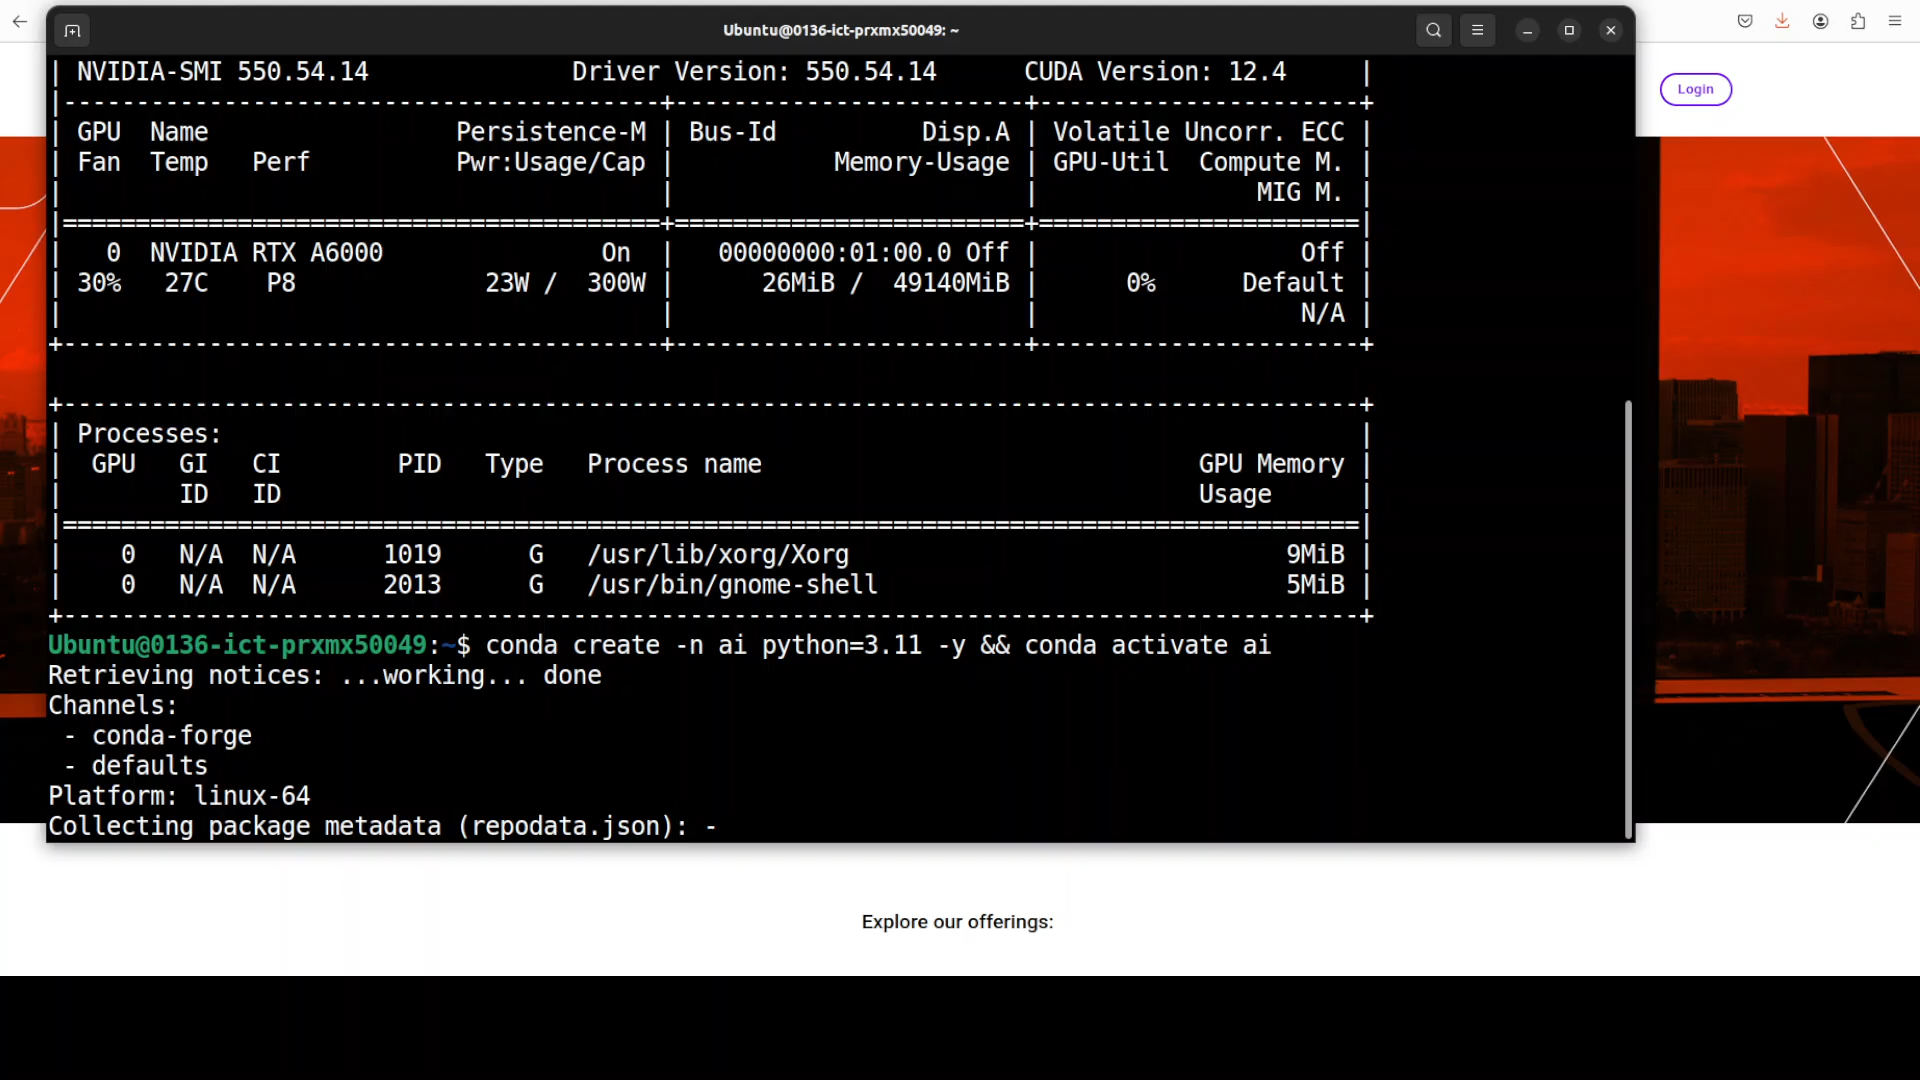 Ubuntu@0136-ict-prxmx50049: ~
Login
| NVIDIA-SMI 550.54.14              Driver Version: 550.54.14      CUDA Version: 12.4     |
|-----------------------------------------+------------------------+----------------------+
| GPU  Name                 Persistence-M | Bus-Id          Disp.A | Volatile Uncorr. ECC |
| Fan  Temp   Perf          Pwr:Usage/Cap |           Memory-Usage | GPU-Util  Compute M. |
|                                         |                        |               MIG M. |
|=========================================+========================+======================|
|   0  NVIDIA RTX A6000               On  |   00000000:01:00.0 Off |                  Off |
| 30%   27C    P8              23W /  300W |      26MiB /  49140MiB |      0%      Default |
|                                         |                        |                  N/A |
+-----------------------------------------+------------------------+----------------------+
+-----------------------------------------------------------------------------------------+
| Processes:                                                                              |
|  GPU   GI   CI        PID   Type   Process name                              GPU Memory |
|        ID   ID                                                               Usage      |
|=========================================================================================|
|    0   N/A  N/A      1019      G   /usr/lib/xorg/Xorg                              9MiB |
|    0   N/A  N/A      2013      G   /usr/bin/gnome-shell                            5MiB |
+-----------------------------------------------------------------------------------------+
Ubuntu@0136-ict-prxmx50049:~$ conda create -n ai python=3.11 -y && conda activate ai
Retrieving notices: ...working... done
Channels:
 - conda-forge
 - defaults
Platform: linux-64
Collecting package metadata (repodata.json): -
Explore our offerings: